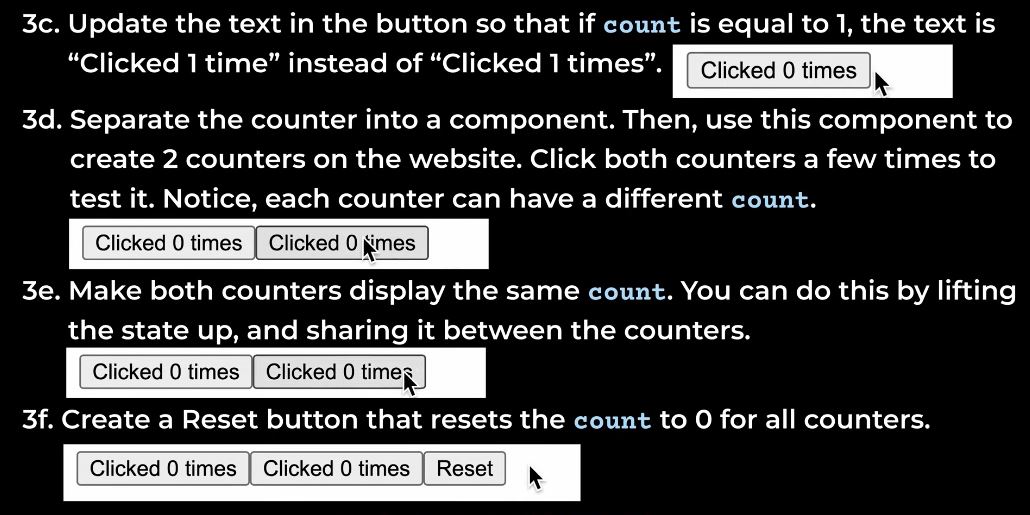 3c. Update the text in the button so that if count is equal to 1, the text is
“Clicked 1 time” instead of “Clicked 1 times”.
Clicked 0 times
3d. Separate the counter into a component. Then, use this component to
create 2 counters on the website. Click both counters a few times to
test it. Notice, each counter can have a different count.
Clicked 0 times Clicked 0 times
3e. Make both counters display the same count. You can do this by lifting
the state up, and sharing it between the counters.
Clicked 0 times Clicked 0 times
3f. Create a Reset button that resets the count to 0 for all counters.
Clicked 0 times Clicked 0 times Reset